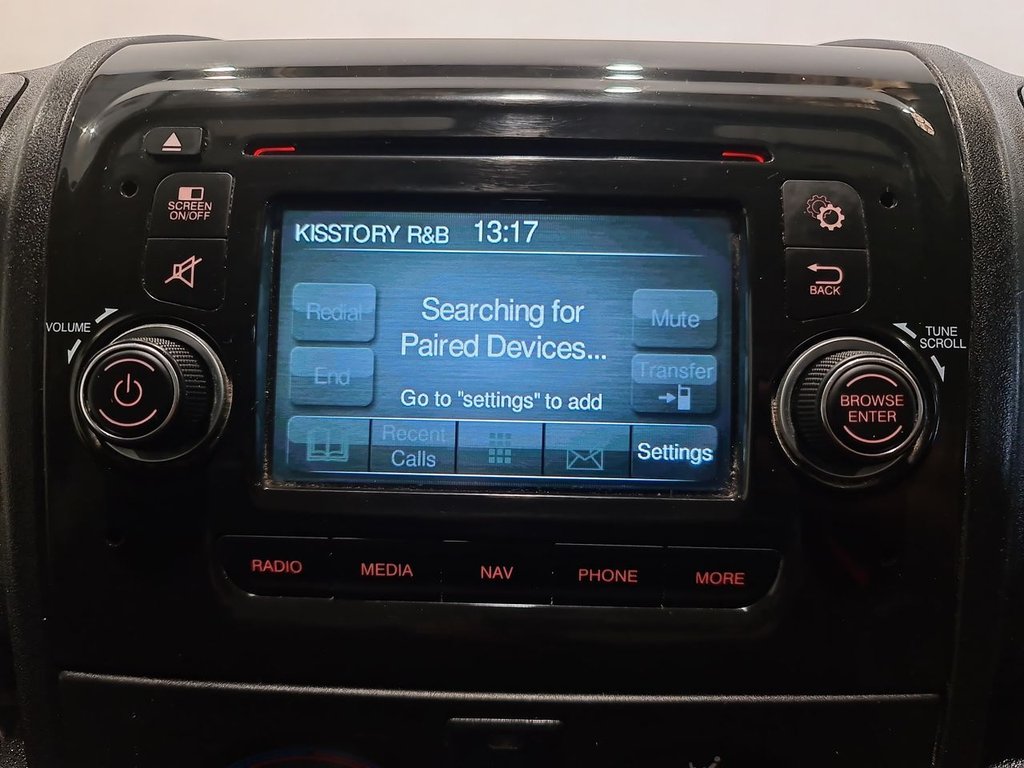 SCREEN
ON/OFF
KISSTORY R&B 13:17
BACK
Redial
Searching for
Paired Devices...
Mute
End
Transfer
Go to "settings" to add
Recent
Calls
Settings
VOLUME
TUNE
SCROLL
BROWSE
ENTER
RADIO
MEDIA
NAV
PHONE
MORE